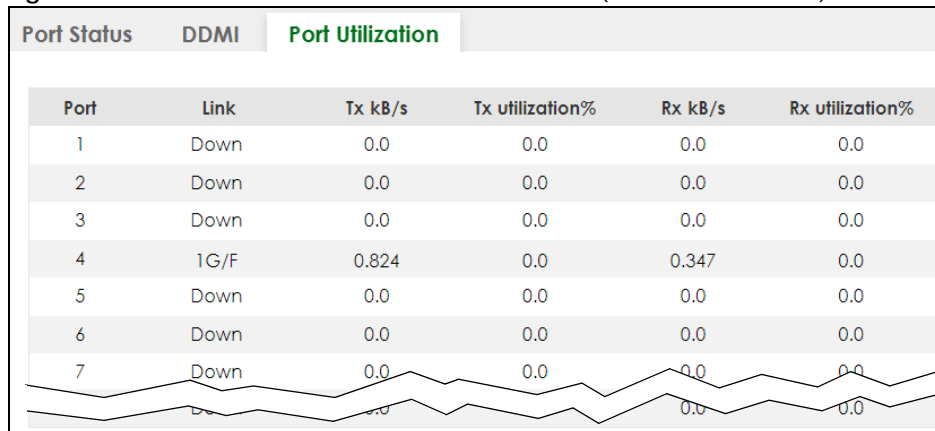 Port Status DDMI Port Utilization
Port Link Tx kB/s Tx utilization% Rx kB/s Rx utilization%
1 Down 0.0 0.0 0.0 0.0
2 Down 0.0 0.0 0.0 0.0
3 Down 0.0 0.0 0.0 0.0
4 1G/F 0.824 0.0 0.347 0.0
5 Down 0.0 0.0 0.0 0.0
6 Down 0.0 0.0 0.0 0.0
7 Down 0.0 0.0 0.0 0.0
0.0 0.0